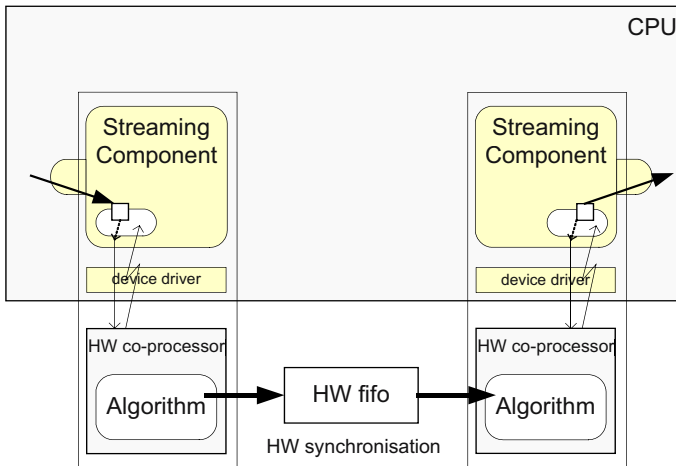 CPU
Streaming
Component
Streaming
Component
device driver
device driver
HW co-processor
HW co-processor
Algorithm
HW fifo
Algorithm
HW synchronisation